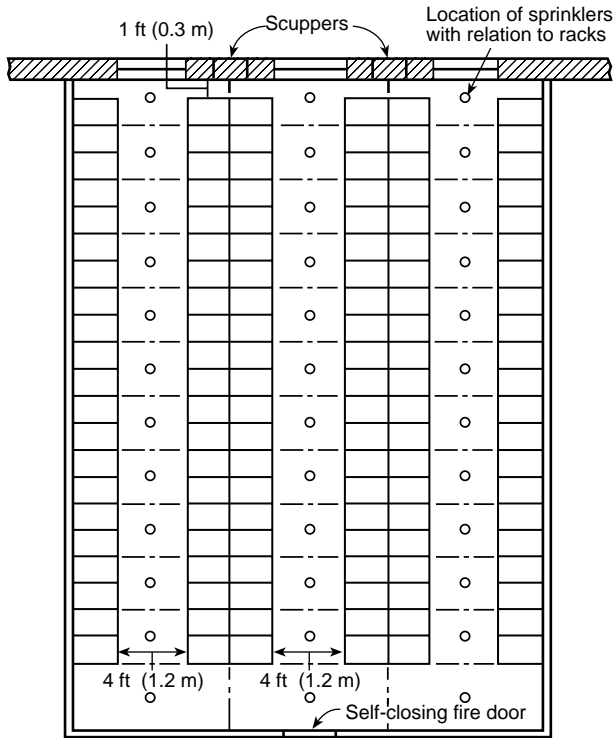 1 ft (0.3 m)
Scuppers
Location of sprinklers
with relation to racks
4 ft (1.2 m)
4 ft (1.2 m)
Self-closing fire door